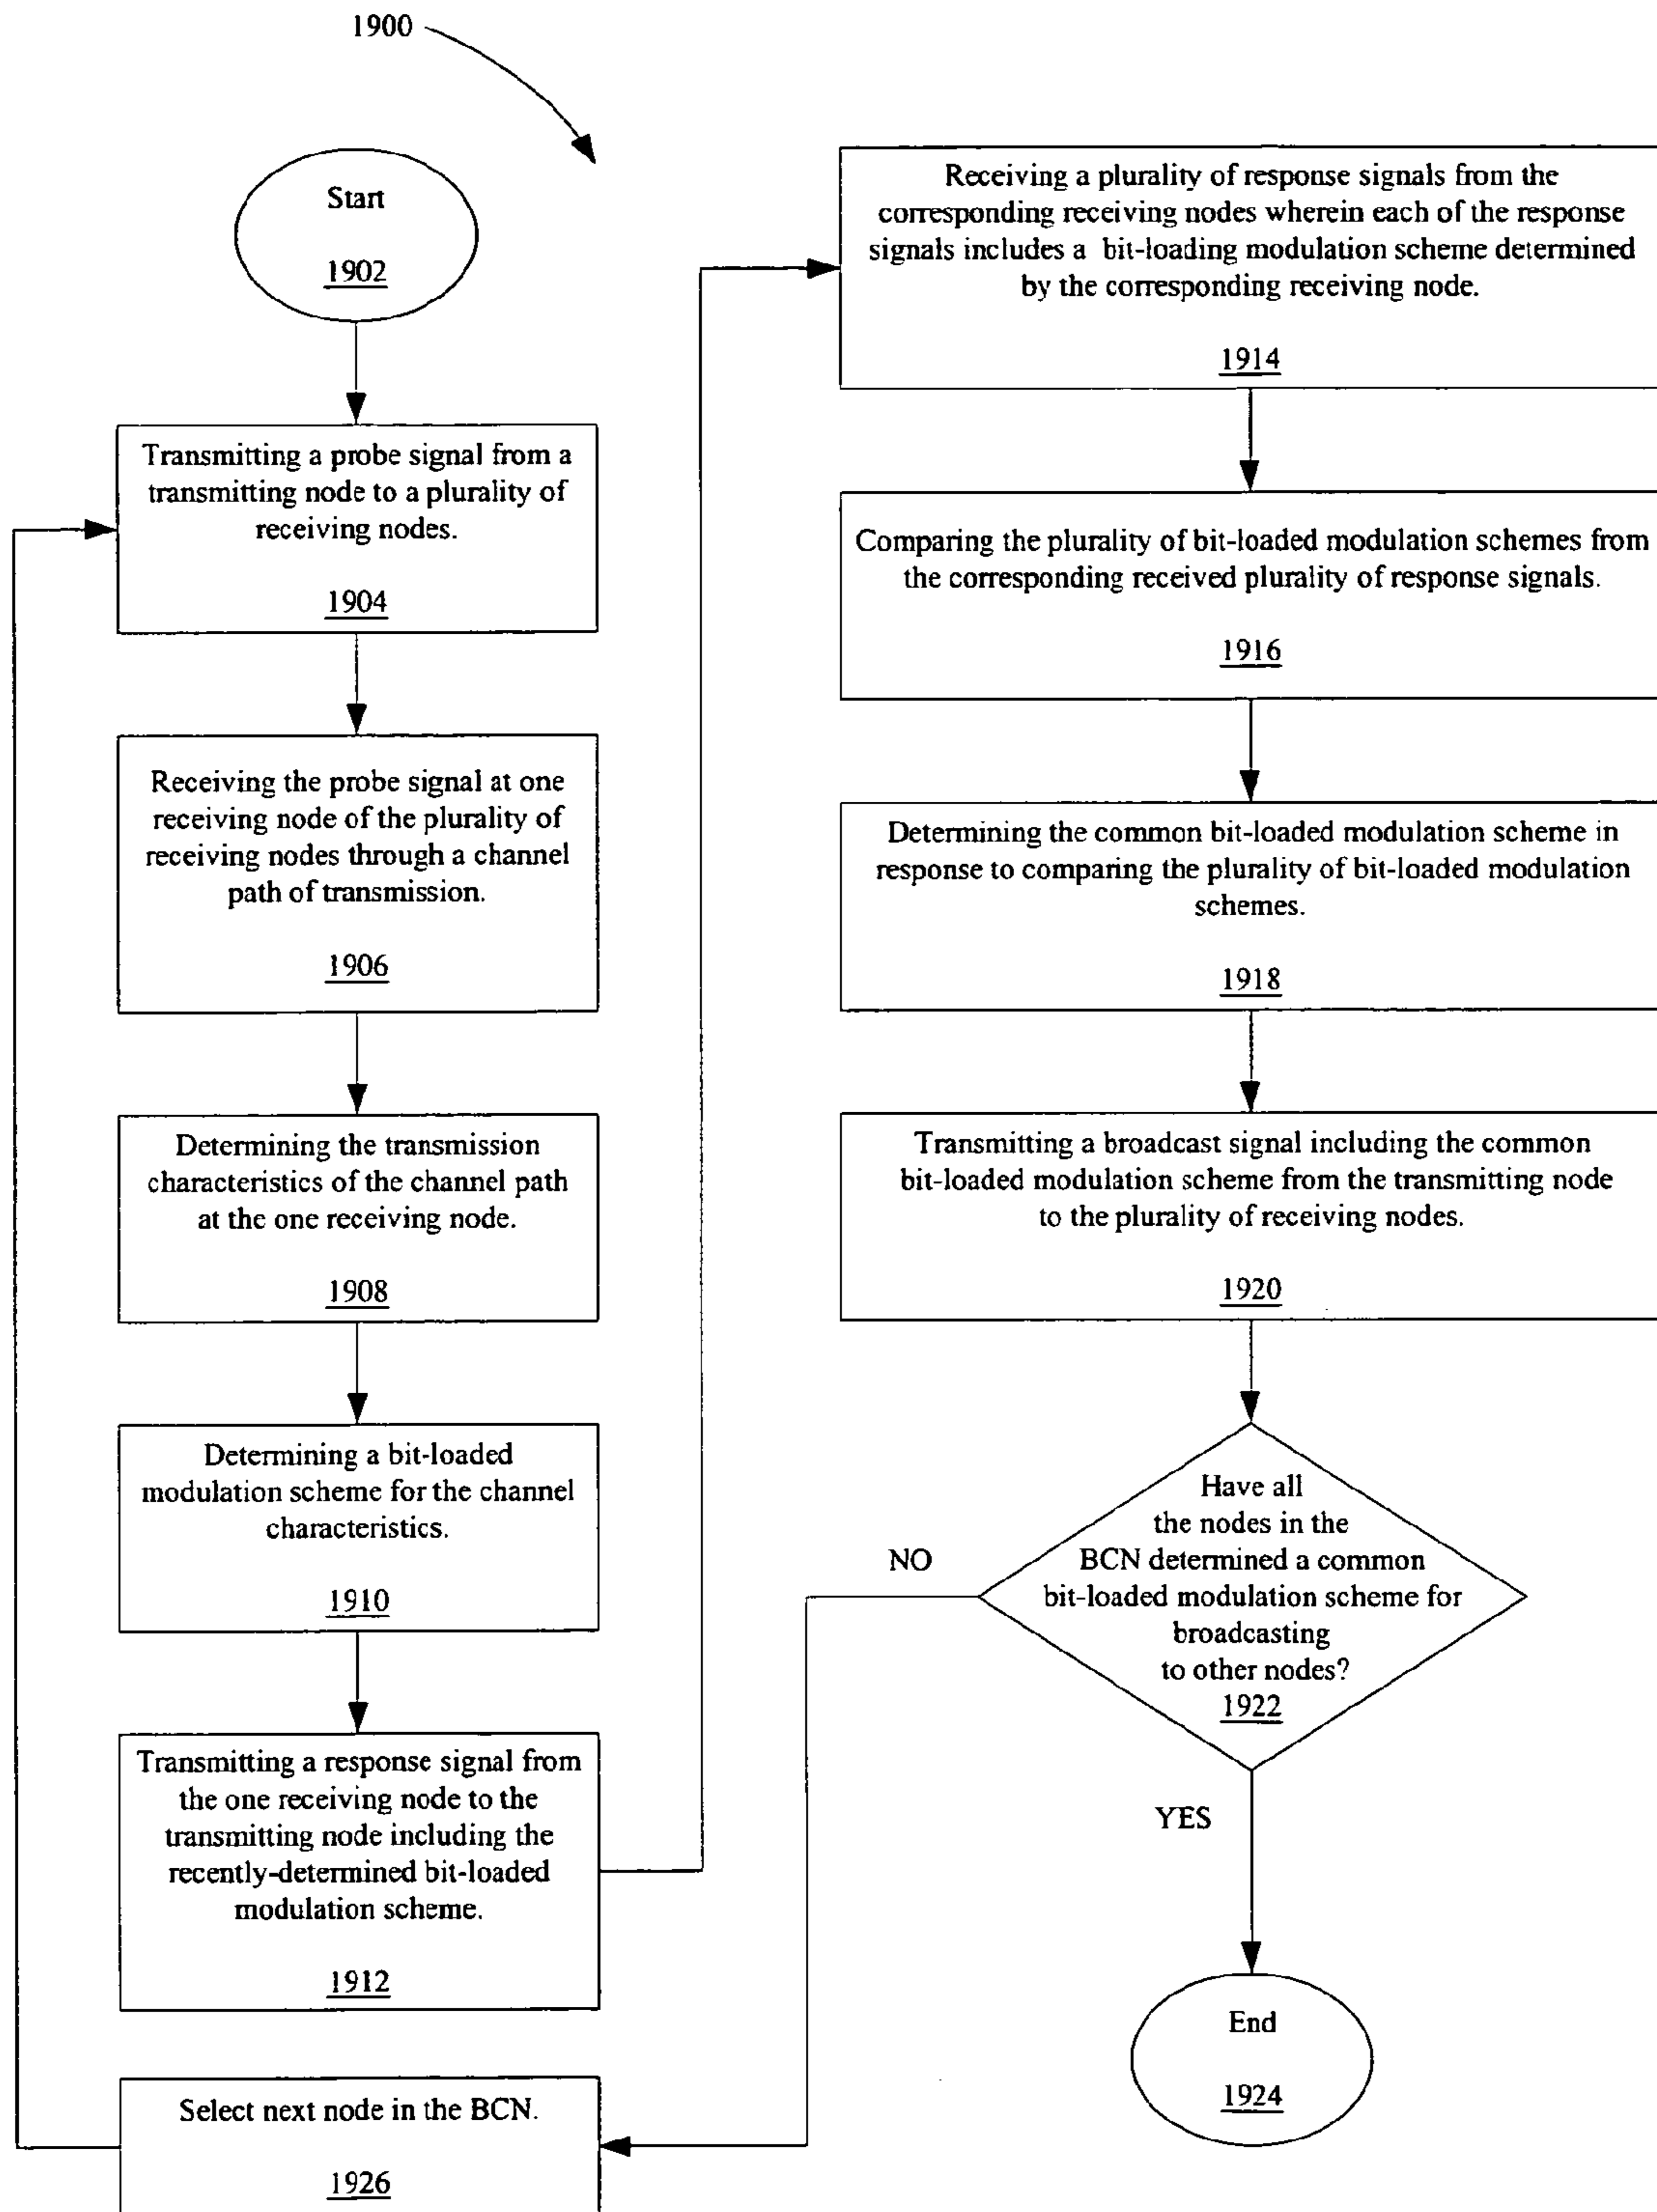 1900
Start
1902
Transmitting a probe signal from a
transmitting node to a plurality of
receiving nodes.
1904
Receiving the probe signal at one
receiving node of the plurality of
receiving nodes through a channel
path of transmission.
1906
Determining the transmission
characteristics of the channel path
at the one receiving node.
1908
Determining a bit-loaded
modulation scheme for the channel
characteristics.
1910
Transmitting a response signal from
the one receiving node to the
transmitting node including the
recently-determined bit-loaded
modulation scheme.
1912
Receiving a plurality of response signals from the
corresponding receiving nodes wherein each of the response
signals includes a bit-loading modulation scheme determined
by the corresponding receiving node.
1914
Comparing the plurality of bit-loaded modulation schemes from
the corresponding received plurality of response signals.
1916
Determining the common bit-loaded modulation scheme in
response to comparing the plurality of bit-loaded modulation
schemes.
1918
Transmitting a broadcast signal including the common
bit-loaded modulation scheme from the transmitting node
to the plurality of receiving nodes.
1920
Have all
the nodes in the
BCN determined a common
bit-loaded modulation scheme for
broadcasting
to other nodes?
1922
NO
YES
End
1924
Select next node in the BCN.
1926